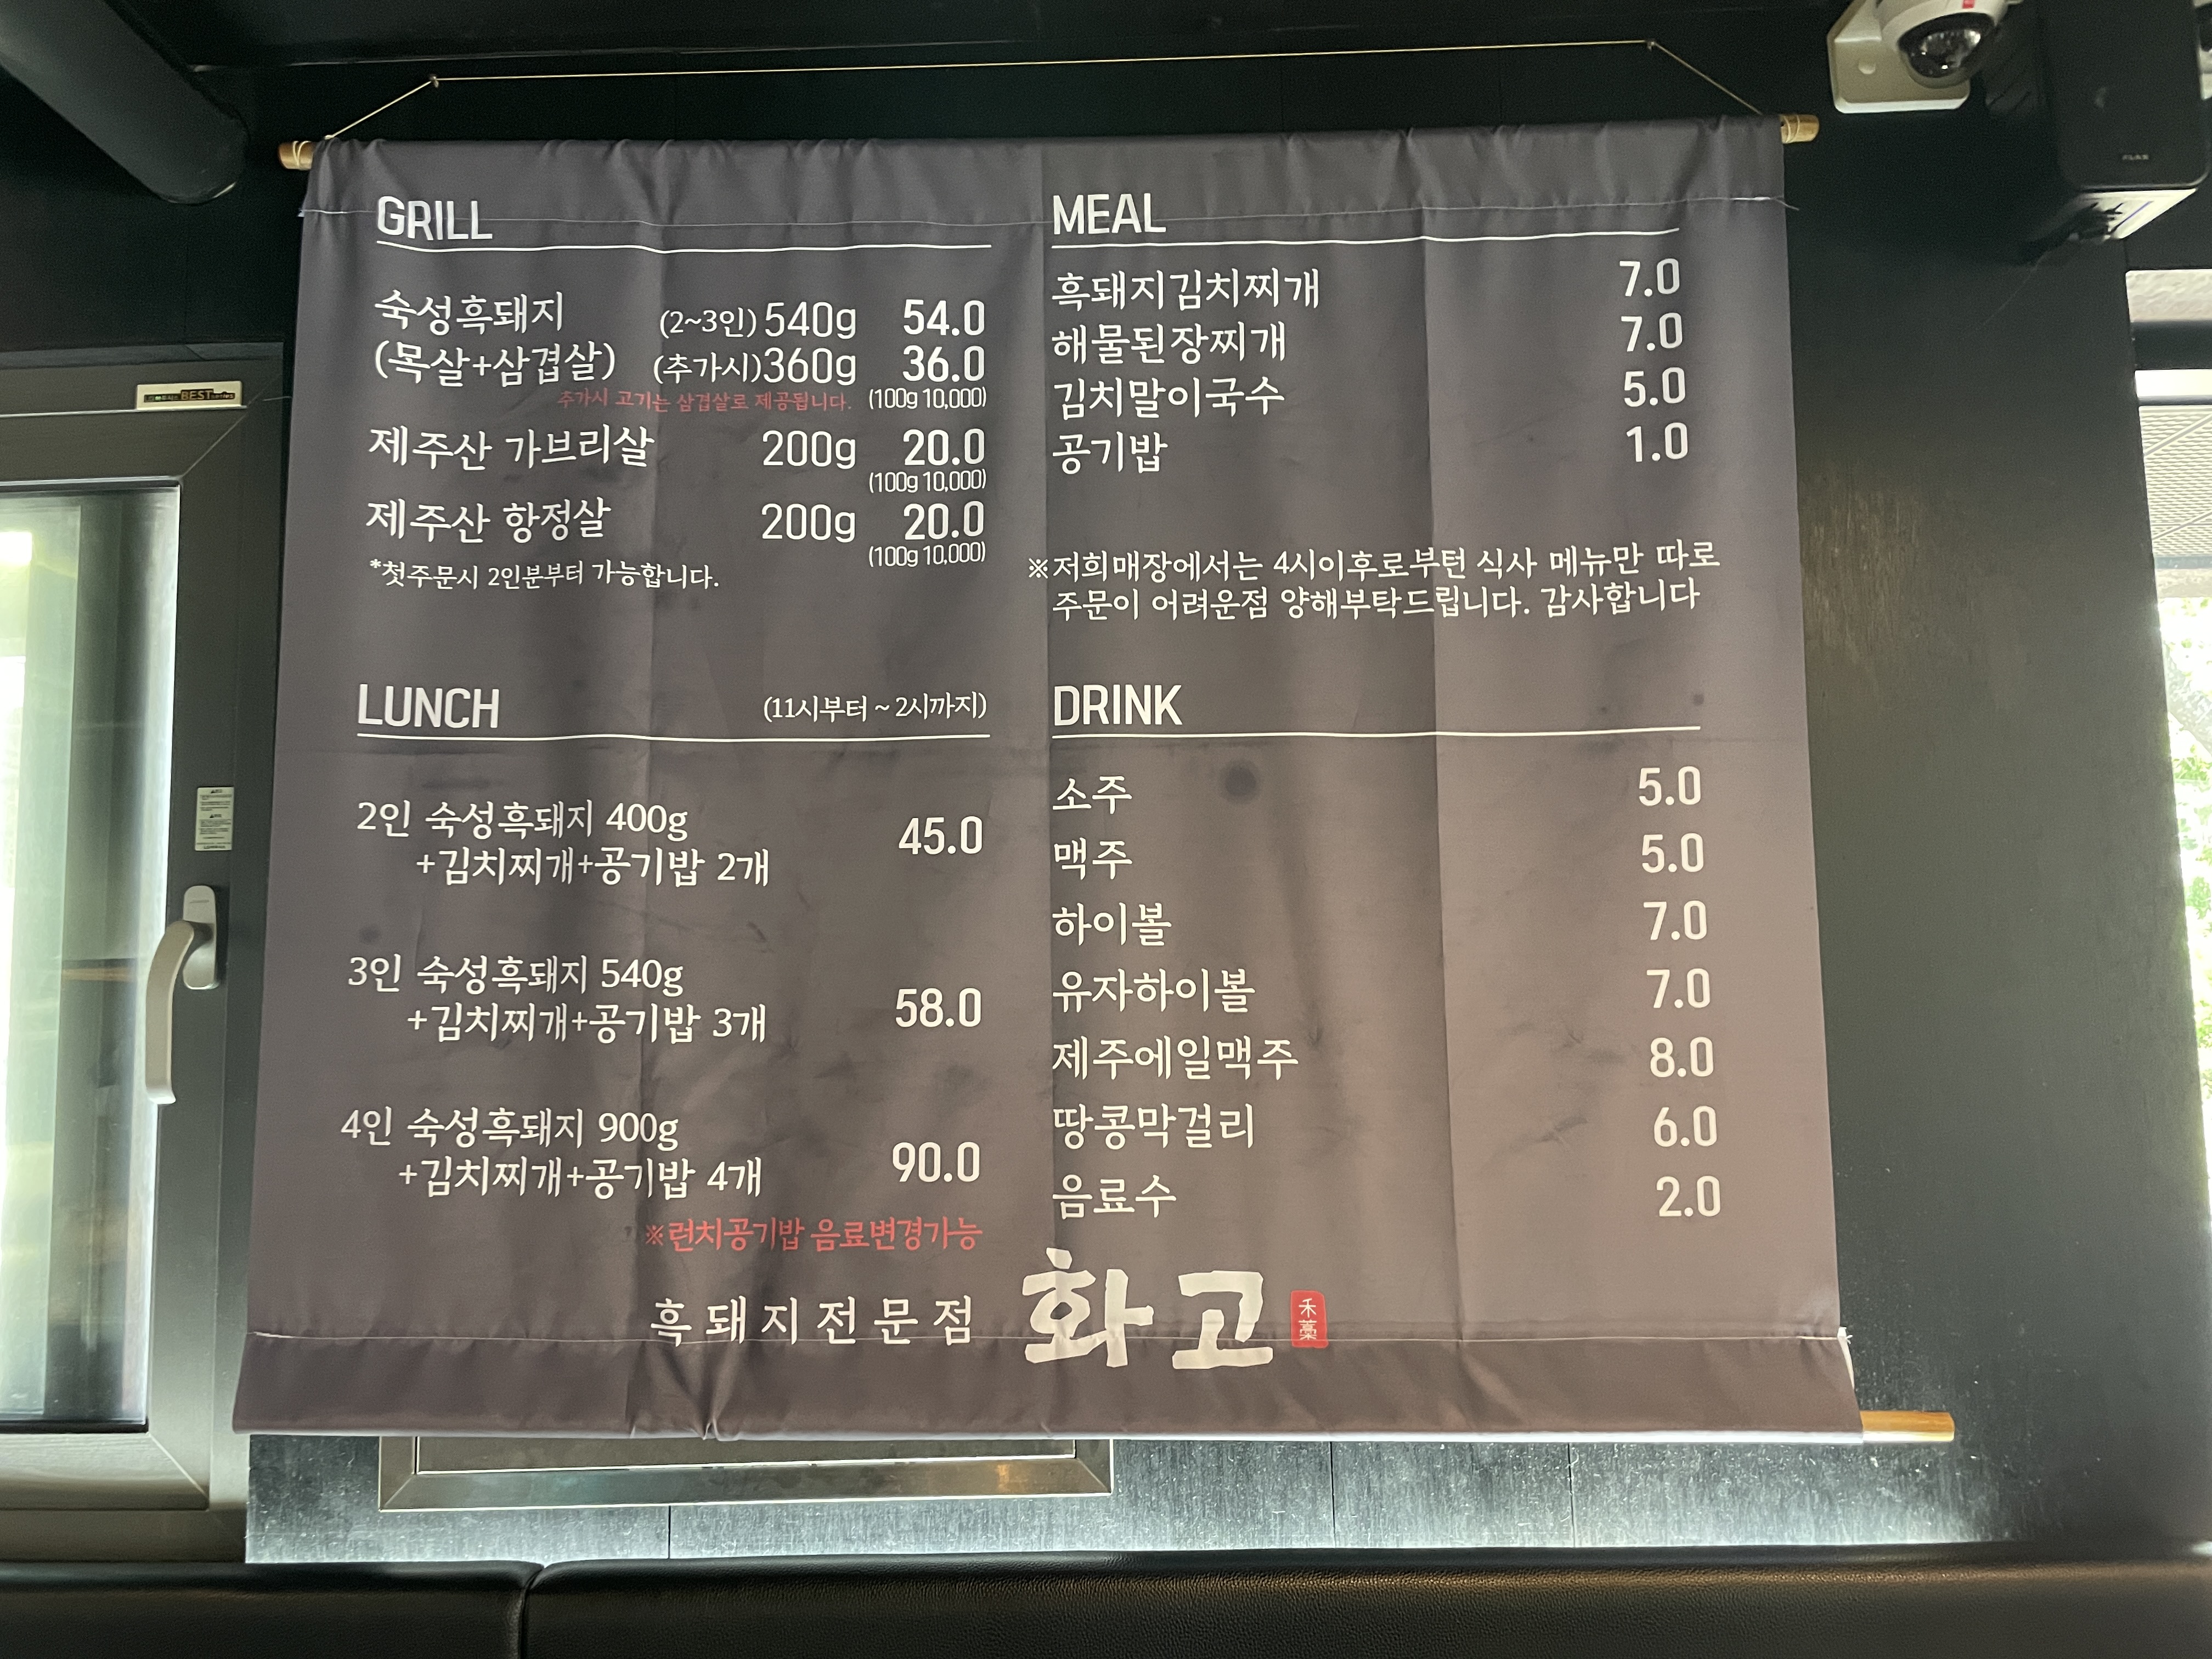 GRILL
숙성흑돼지 (2~3인) 540g 54.0
(목살+삼겹살) (추가시)360g 36.0
추가시 고기는 삼겹살로 제공됩니다. (100g 10,000)
제주산 가브리살 200g 20.0
(100g 10,000)
제주산 항정살 200g 20.0
(100g 10,000)
*첫주문시 2인분부터 가능합니다.
MEAL
흑돼지김치찌개 7.0
해물된장찌개 7.0
김치말이국수 5.0
공기밥 1.0
※저희매장에서는 4시이후로부턴 식사 메뉴만 따로
주문이 어려운점 양해부탁드립니다. 감사합니다
LUNCH (11시부터 ~ 2시까지)
2인 숙성흑돼지 400g
+김치찌개+공기밥 2개 45.0
3인 숙성흑돼지 540g
+김치찌개+공기밥 3개 58.0
4인 숙성흑돼지 900g
+김치찌개+공기밥 4개 90.0
※런치공기밥 음료변경가능
DRINK
소주 5.0
맥주 5.0
하이볼 7.0
유자하이볼 7.0
제주에일맥주 8.0
땅콩막걸리 6.0
음료수 2.0
흑돼지전문점 화고 禾藁
BEST